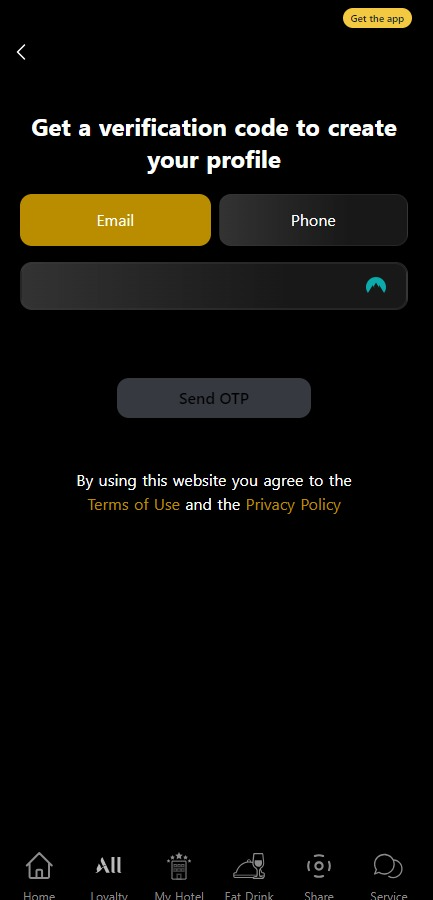 Get the app
Get a verification code to create
your profile
Email
Phone
Send OTP
By using this website you agree to the
Terms of Use and the Privacy Policy
All
Home
Loyalty
My Hotel
Eat Drink
Share
Service